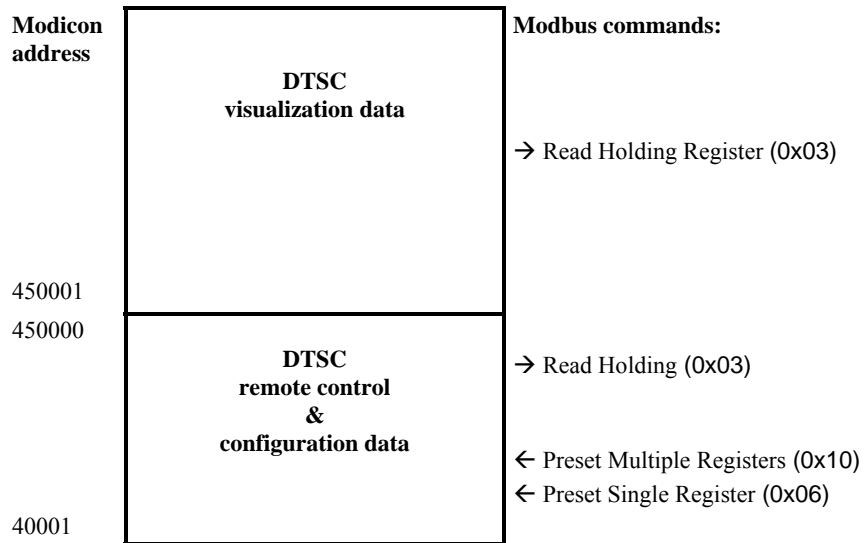 Modicon
address
Modbus commands:
DTSC
visualization data
→ Read Holding Register (0x03)
450001
450000
DTSC
remote control
&
configuration data
→ Read Holding (0x03)
← Preset Multiple Registers (0x10)
← Preset Single Register (0x06)
40001